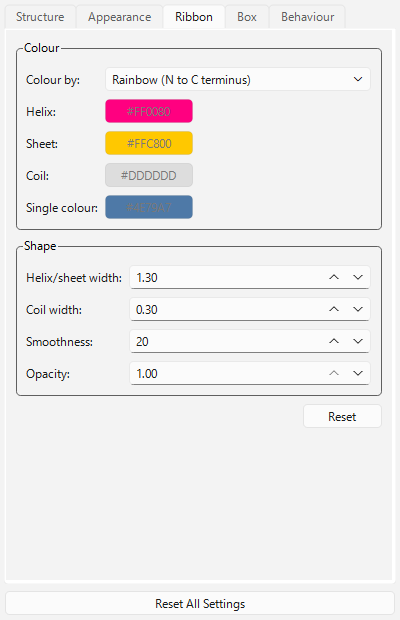 Structure Appearance Ribbon Box Behaviour
Colour
Colour by: Rainbow (N to C terminus)
Helix: #FF0080
Sheet: #FFC800
Coil: #DDDDDD
Single colour: #4F79A7
Shape
Helix/sheet width: 1.30
Coil width: 0.30
Smoothness: 20
Opacity: 1.00
Reset
Reset All Settings